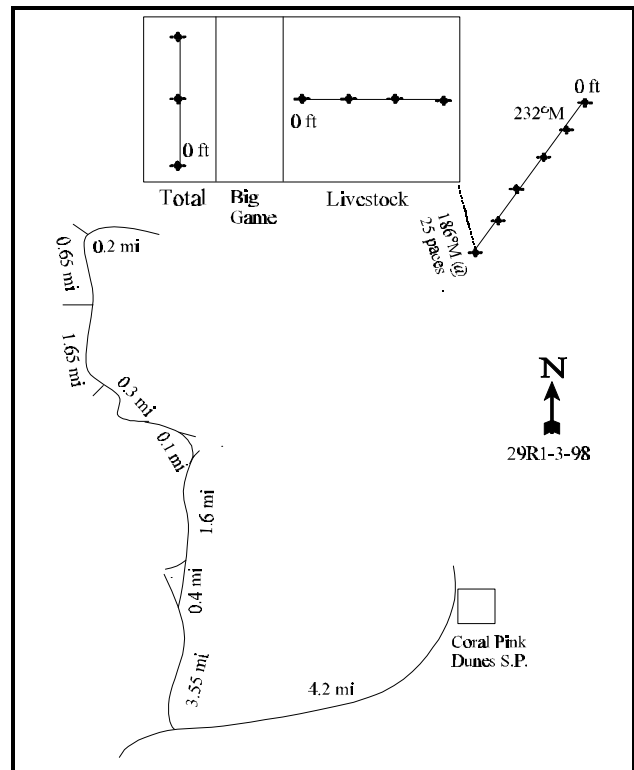 0 ft
232°M
0 ft
0 ft
Total
Big
Game
Livestock
186°M @
25 paces
0.65 mi
0.2 mi
1.65 mi
0.3 mi
0.1 mi
N
29R1-3-98
1.6 mi
0.4 mi
Coral Pink
Dunes S.P.
3.55 mi
4.2 mi